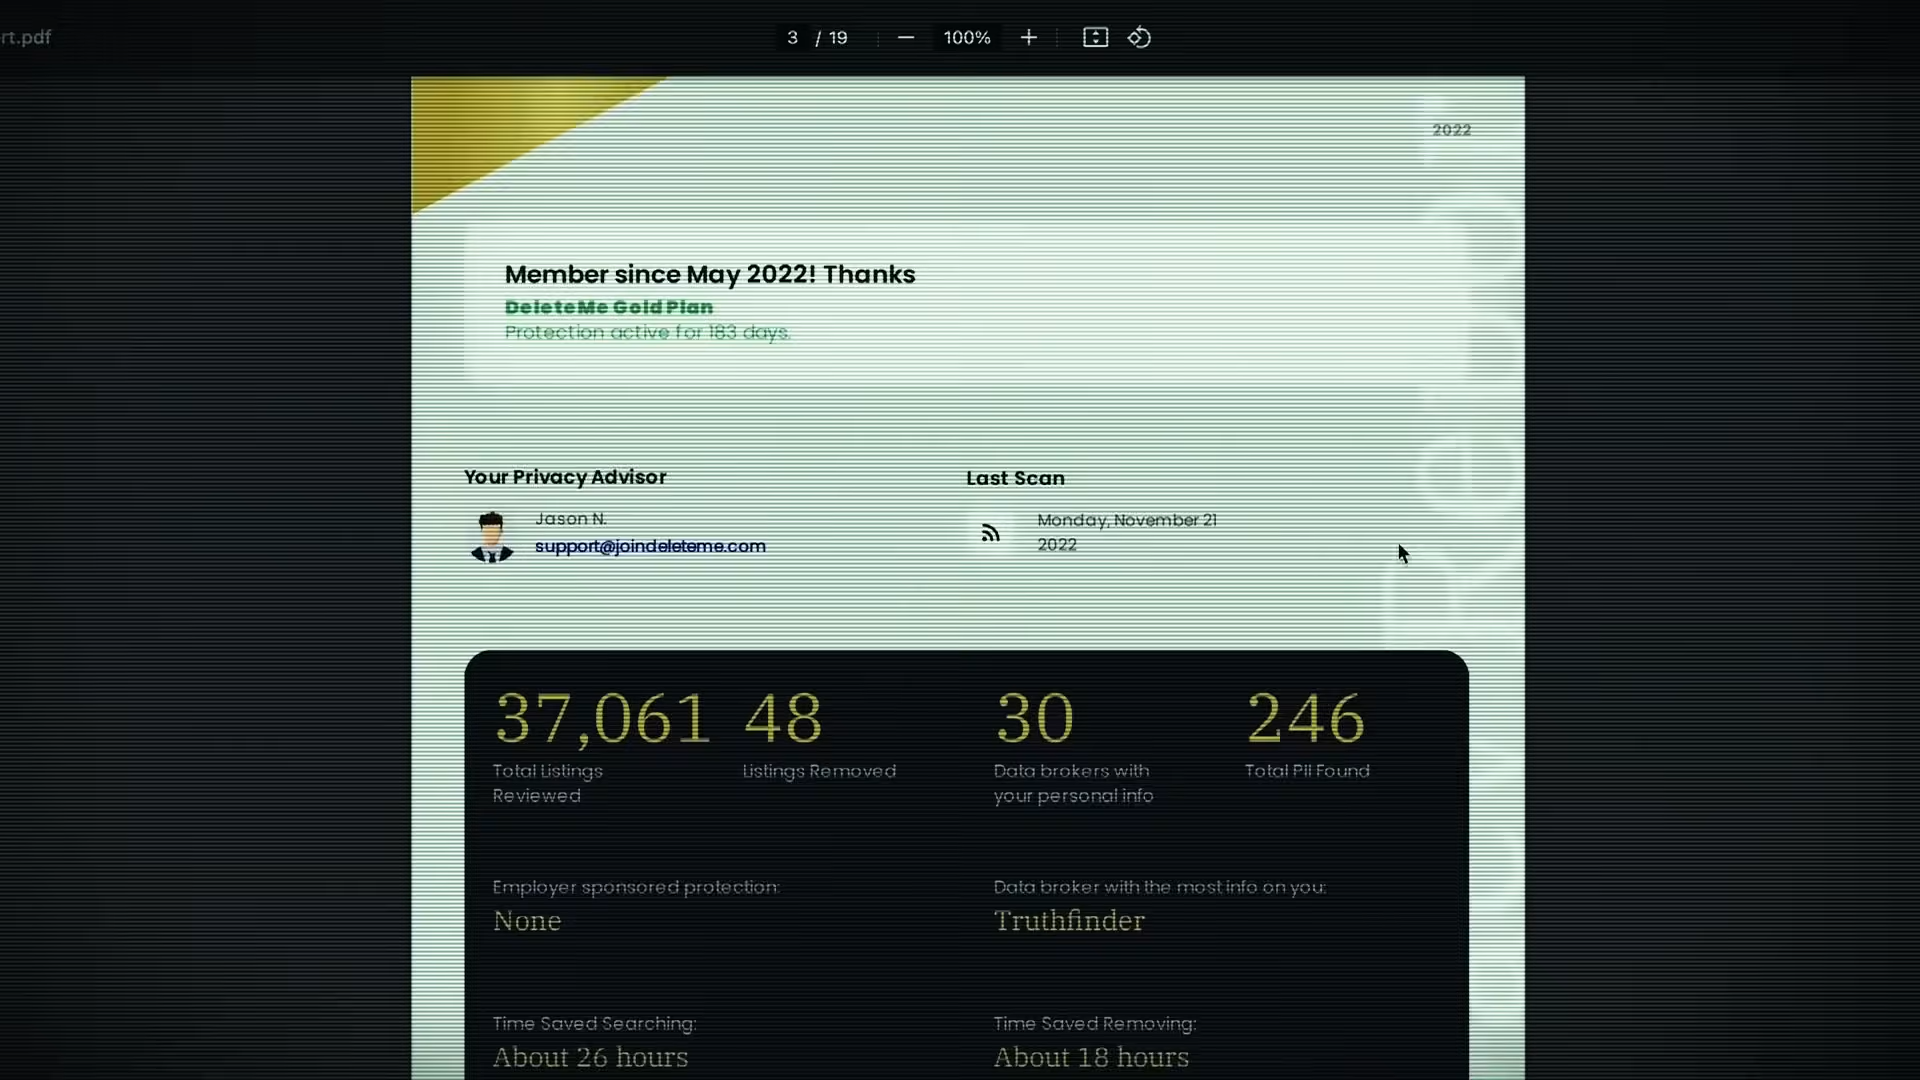 rt.pdf
3 / 19
100%
2022
Member since May 2022! Thanks
DeleteMe Gold Plan
Protection active for 183 days.
Your Privacy Advisor
Jason N.
support@joindeleteme.com
Last Scan
Monday, November 21
2022
37,061
Total Listings
Reviewed
48
Listings Removed
30
Data brokers with
your personal info
246
Total PII Found
Employer sponsored protection:
None
Data broker with the most info on you:
Truthfinder
Time Saved Searching:
About 26 hours
Time Saved Removing:
About 18 hours